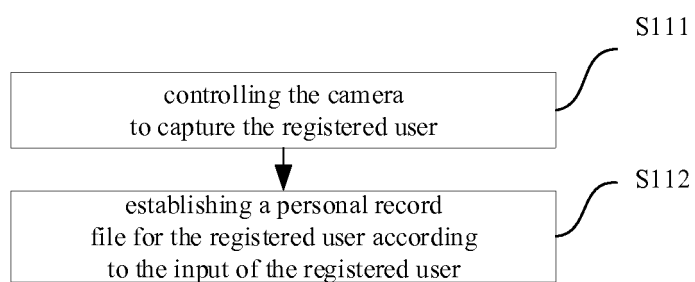 S111
controlling the camera
to capture the registered user
S112
establishing a personal record
file for the registered user according
to the input of the registered user